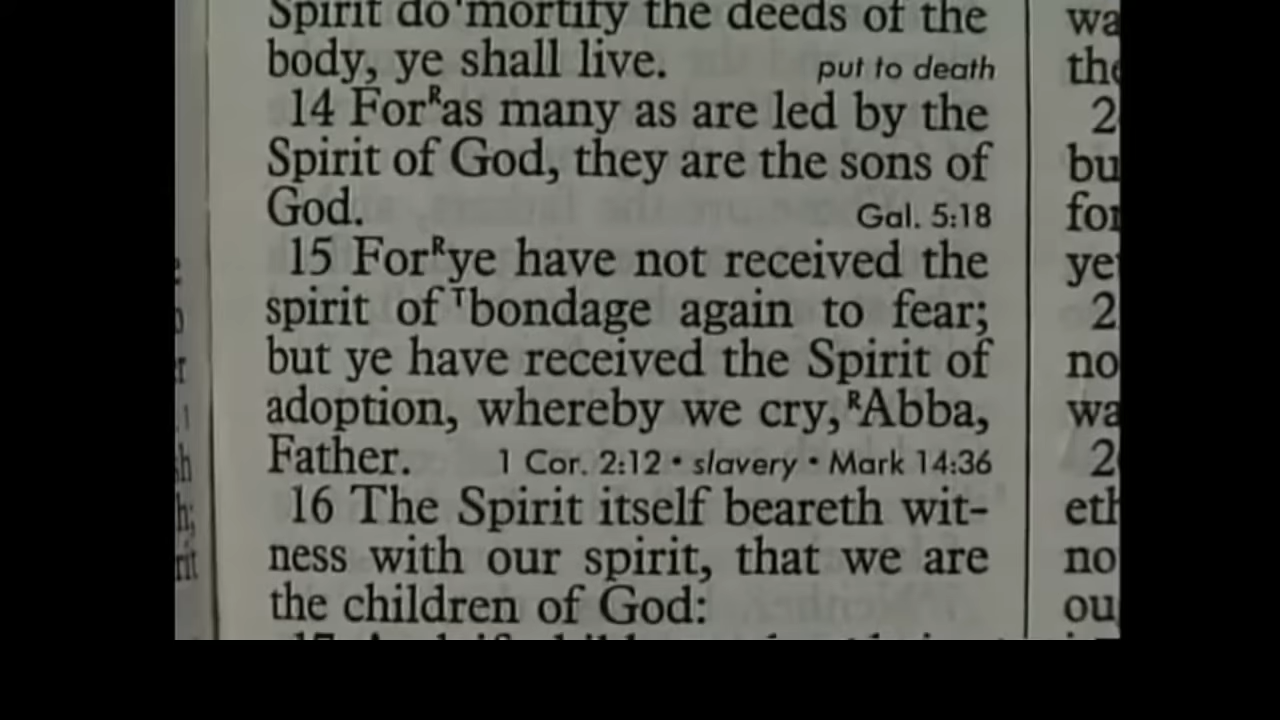 Spirit do mortify the deeds of the
body, ye shall live. put to death
14 For ᴿas many as are led by the
Spirit of God, they are the sons of
God. Gal. 5:18
15 For ᴿye have not received the
spirit of ᵀbondage again to fear;
but ye have received the Spirit of
adoption, whereby we cry, ᴿAbba,
Father. 1 Cor. 2:12 • slavery • Mark 14:36
16 The Spirit itself beareth wit-
ness with our spirit, that we are
the children of God: